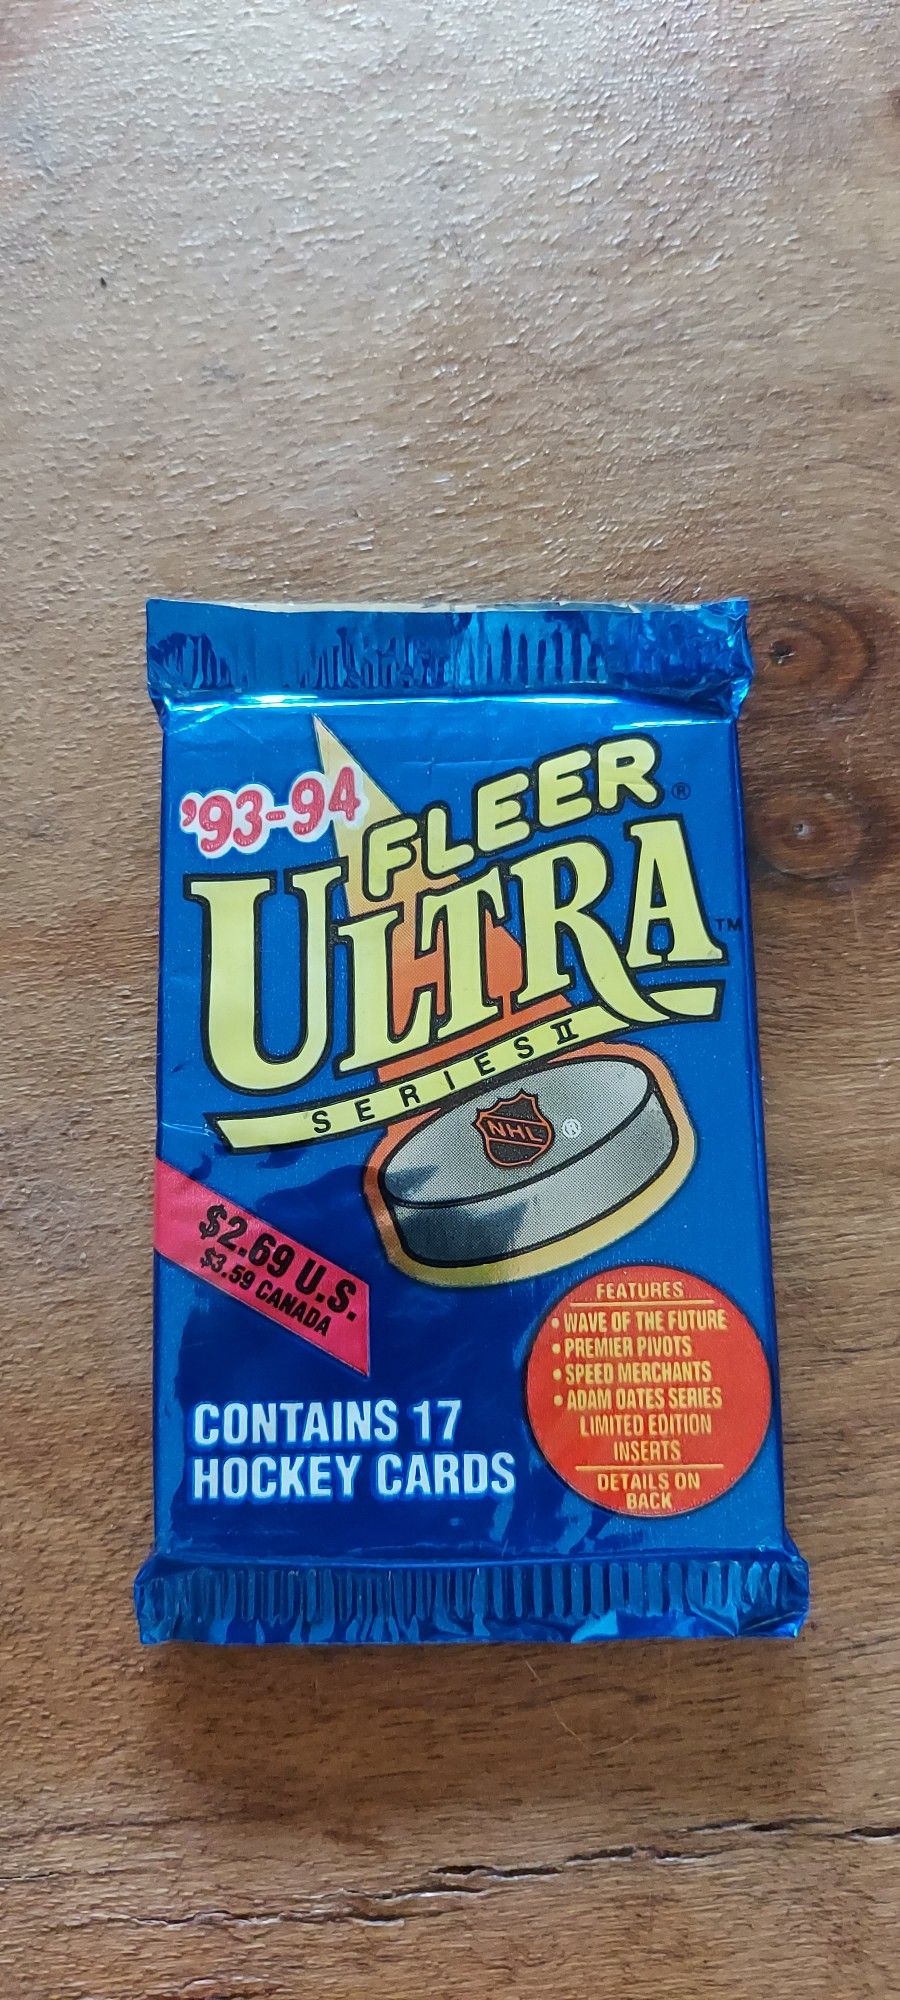 '93-94
FLEER®
ULTRA™
SERIES II
NHL ®
$2.69 U.S.
$3.59 CANADA
CONTAINS 17
HOCKEY CARDS
FEATURES
• WAVE OF THE FUTURE
• PREMIER PIVOTS
• SPEED MERCHANTS
• ADAM OATES SERIES
LIMITED EDITION
INSERTS
DETAILS ON
BACK